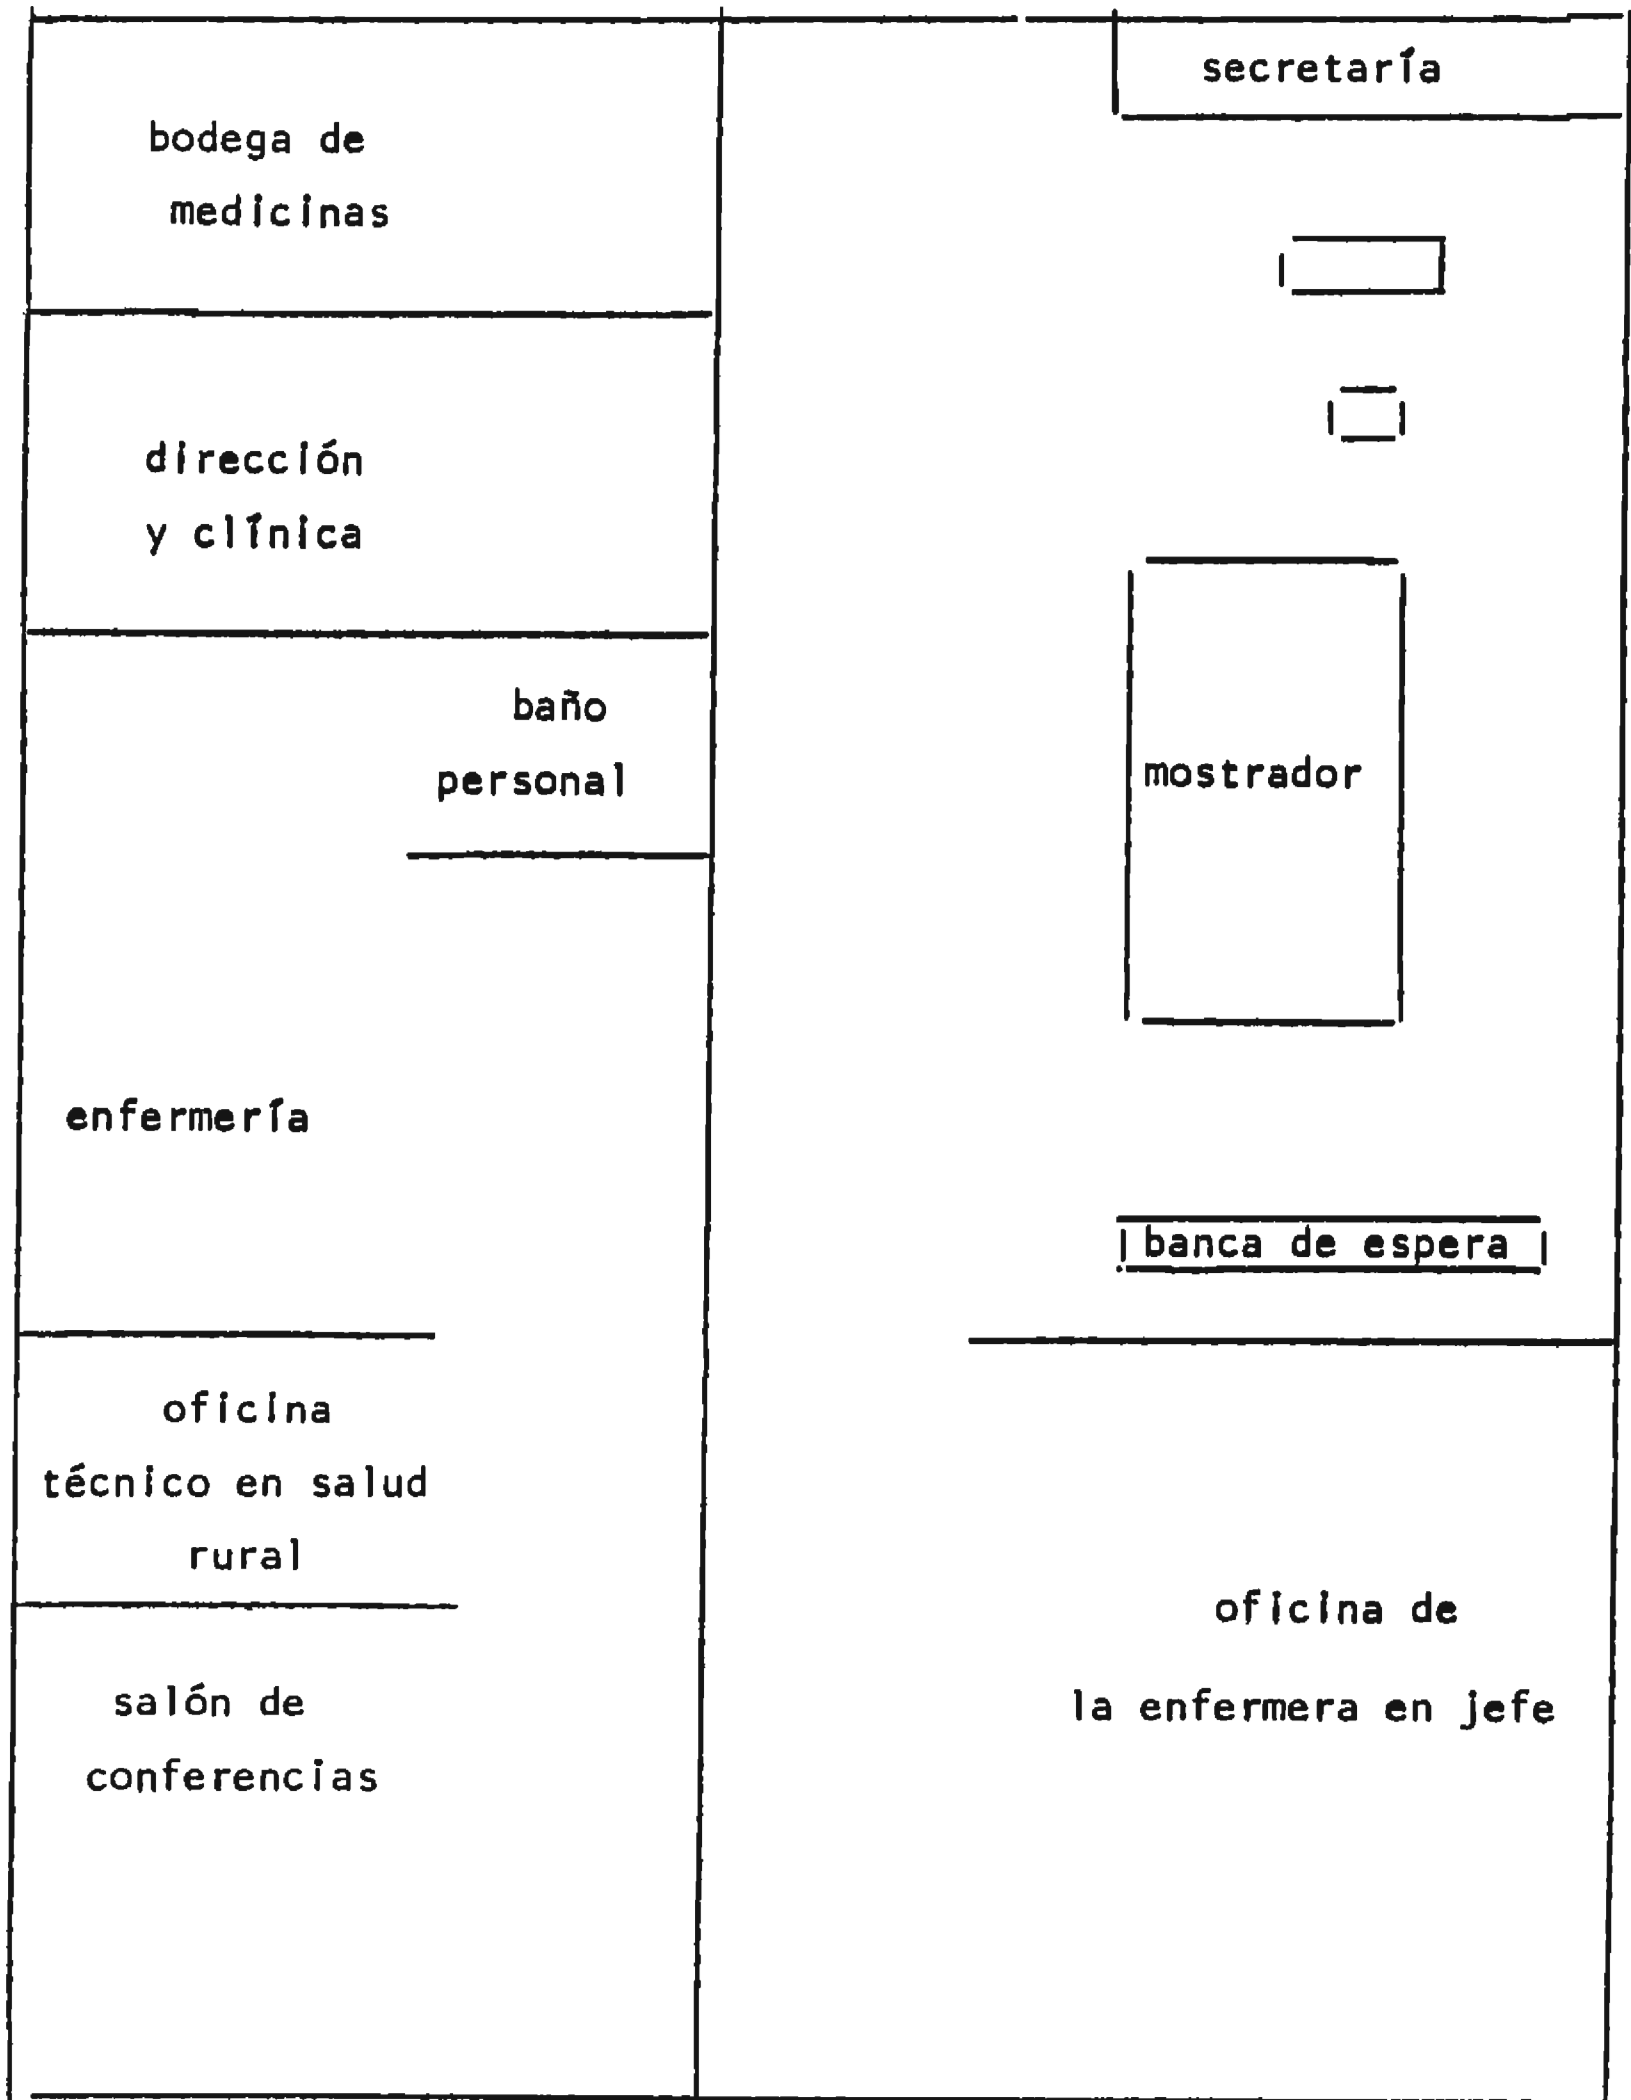 bodega de
medicinas
dirección
y clínica
baño
personal
enfermería
oficina
técnico en salud
rural
salón de
conferencias
secretaría
mostrador
banca de espera
oficina de
la enfermera en jefe